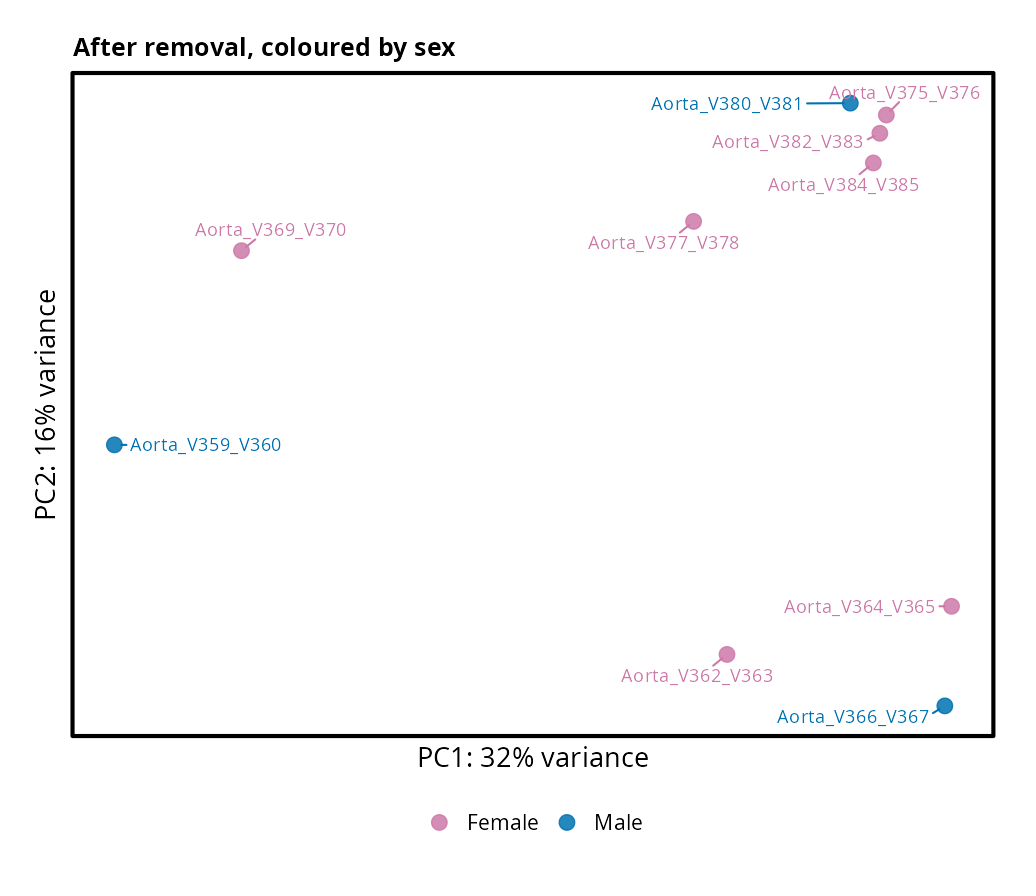 After removal, coloured by sex
Aorta_V375_V376
Aorta_V380_V381
Aorta_V382_V383
Aorta_V384_V385
Aorta_V369_V370
Aorta_V377_V378
PC2: 16% variance
Aorta_V359_V360
Aorta_V364_V365
Aorta_V362_V363
Aorta_V366_V367
PC1: 32% variance
Female
Male